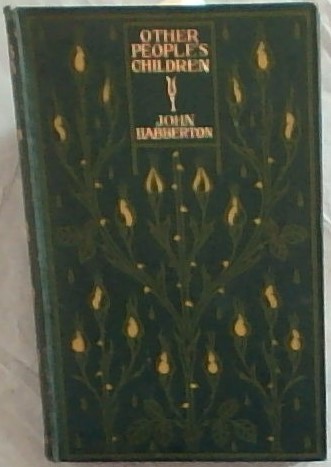 OTHER
PEOPLE'S
CHILDREN
JOHN
HABBERTON